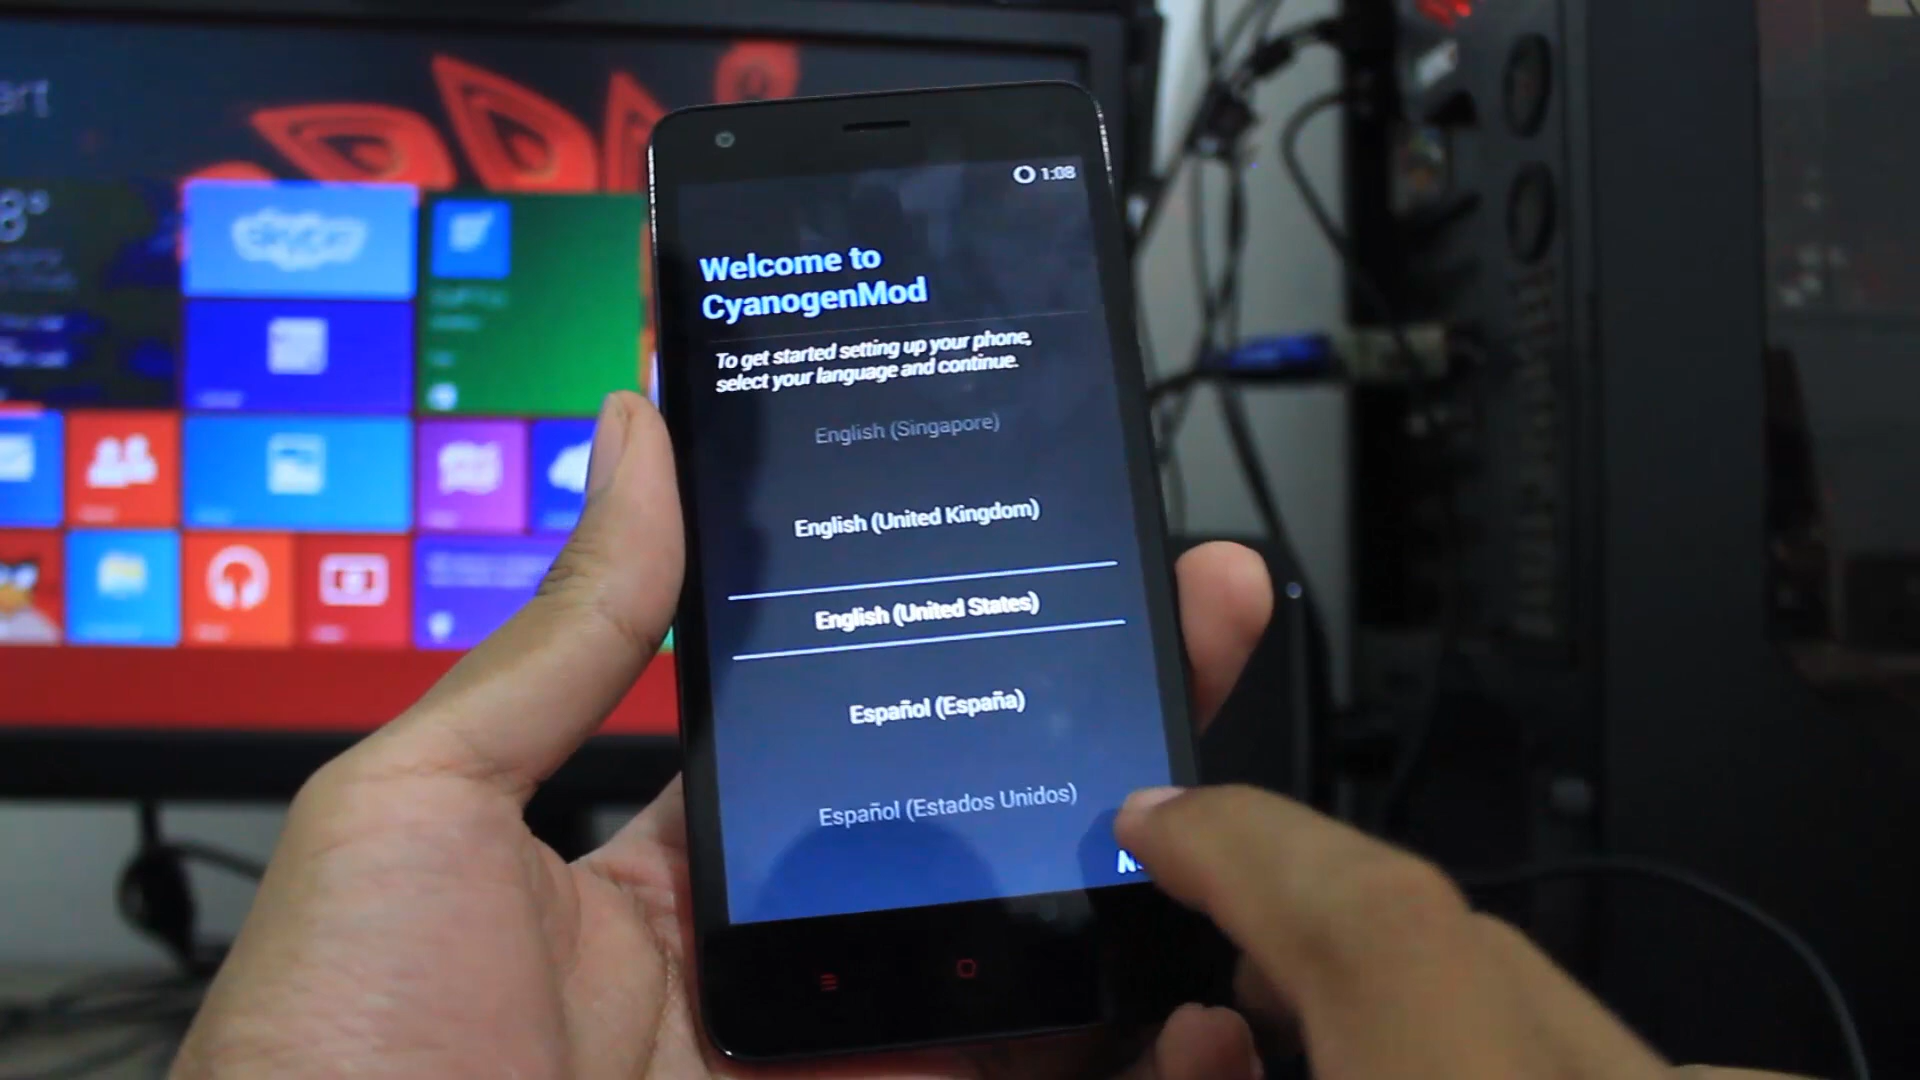 1:08
Welcome to
CyanogenMod
To get started setting up your phone,
select your language and continue.
English (Singapore)
English (United Kingdom)
English (United States)
Español (España)
Español (Estados Unidos)
8°